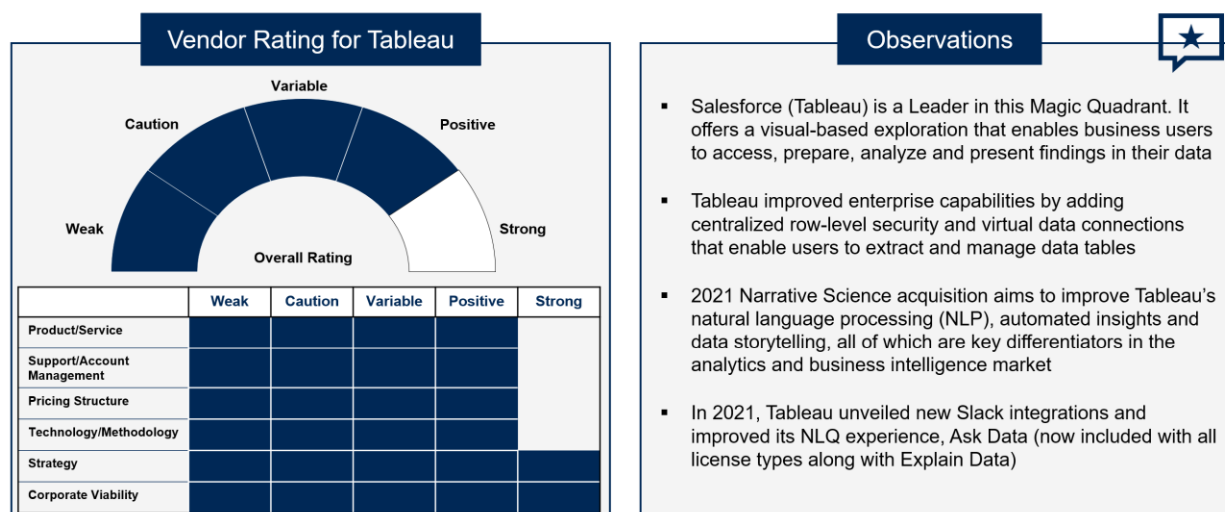 Vendor Rating for Tableau
Variable
Caution
Positive
Weak
Strong
Overall Rating
Weak Caution Variable Positive Strong
Product/Service
Support/Account
Management
Pricing Structure
Technology/Methodology
Strategy
Corporate Viability
Observations
▪ Salesforce (Tableau) is a Leader in this Magic Quadrant. It
offers a visual-based exploration that enables business users
to access, prepare, analyze and present findings in their data
▪ Tableau improved enterprise capabilities by adding
centralized row-level security and virtual data connections
that enable users to extract and manage data tables
▪ 2021 Narrative Science acquisition aims to improve Tableau’s
natural language processing (NLP), automated insights and
data storytelling, all of which are key differentiators in the
analytics and business intelligence market
▪ In 2021, Tableau unveiled new Slack integrations and
improved its NLQ experience, Ask Data (now included with all
license types along with Explain Data)